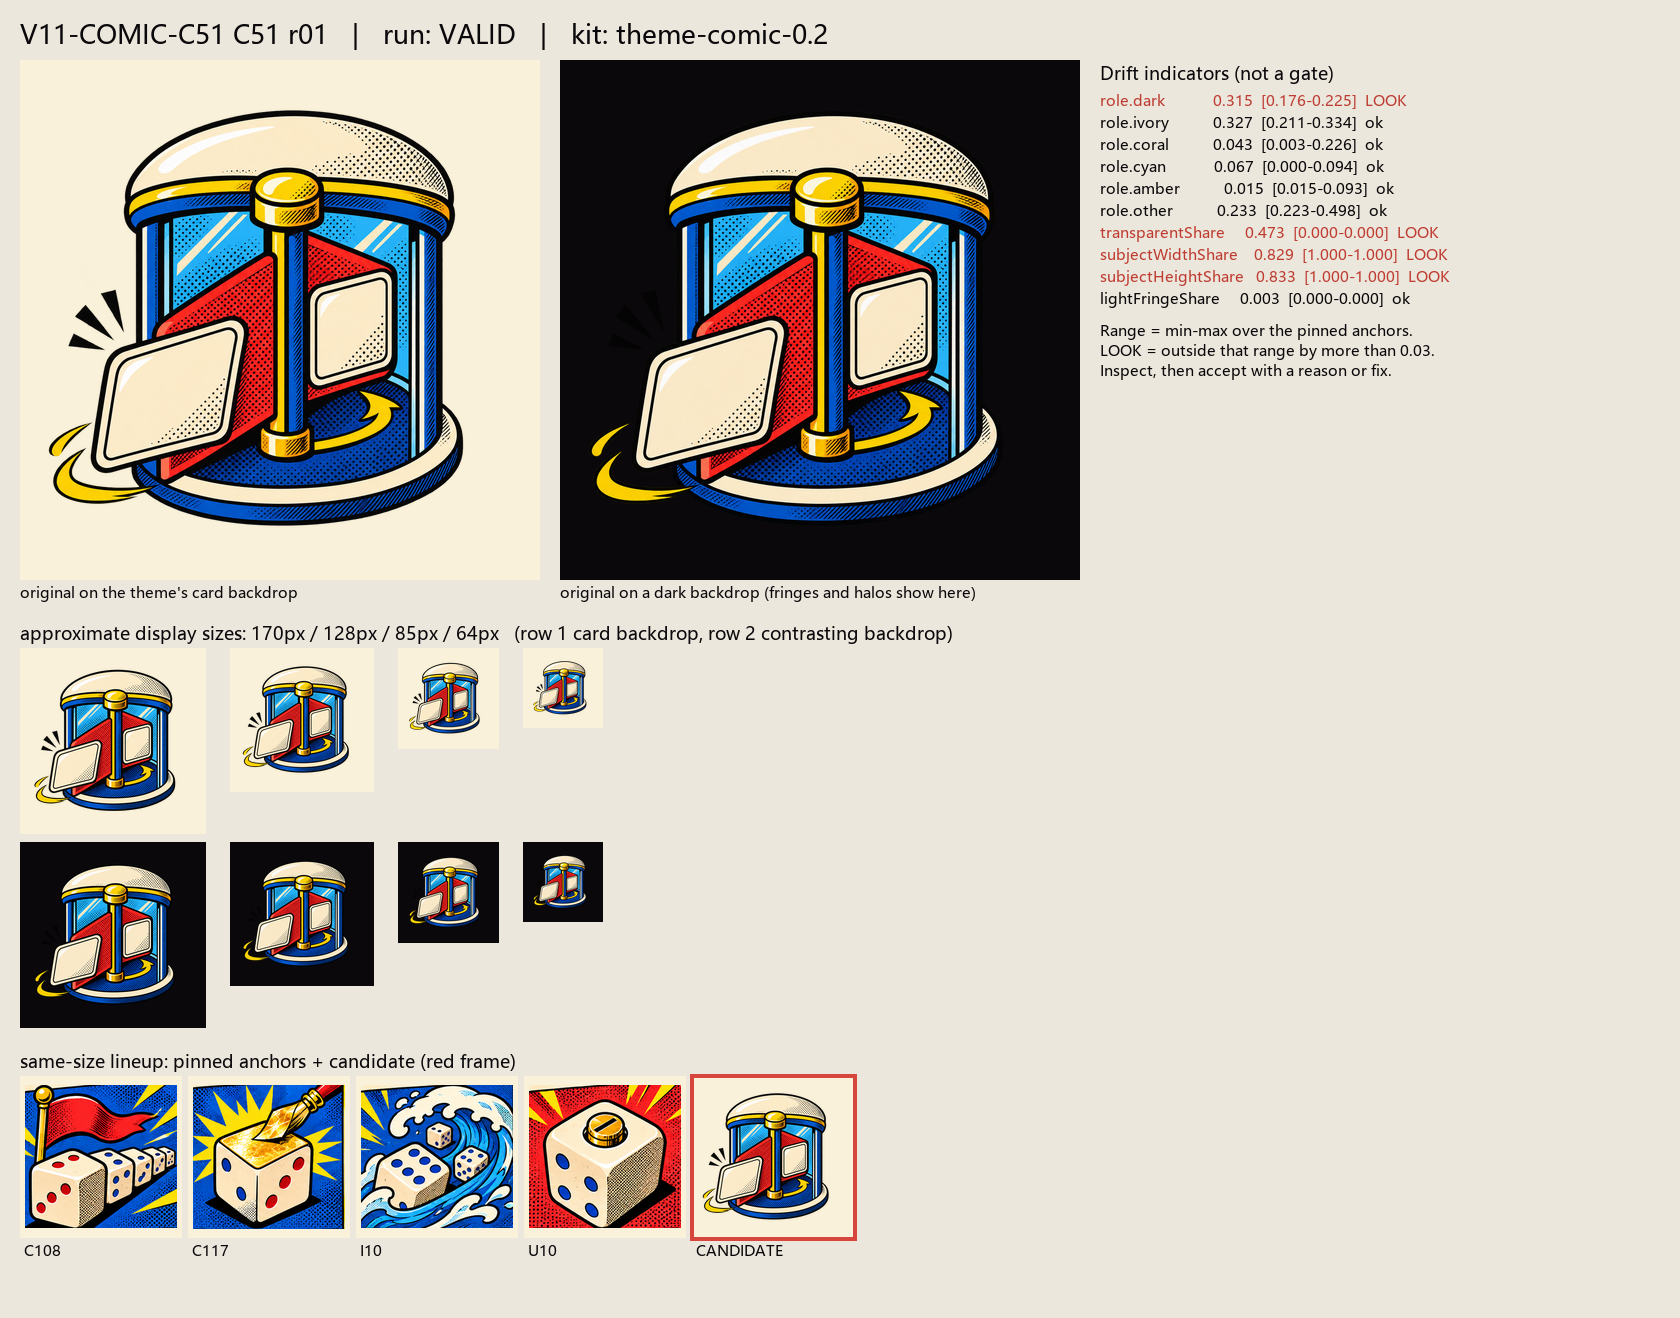 V11-COMIC-C51 C51 r01   |   run: VALID   |   kit: theme-comic-0.2
Drift indicators (not a gate)
role.dark 0.315 [0.176-0.225] LOOK
role.ivory 0.327 [0.211-0.334] ok
role.coral 0.043 [0.003-0.226] ok
role.cyan 0.067 [0.000-0.094] ok
role.amber 0.015 [0.015-0.093] ok
role.other 0.233 [0.223-0.498] ok
transparentShare 0.473 [0.000-0.000] LOOK
subjectWidthShare 0.829 [1.000-1.000] LOOK
subjectHeightShare 0.833 [1.000-1.000] LOOK
lightFringeShare 0.003 [0.000-0.000] ok
Range = min-max over the pinned anchors.
LOOK = outside that range by more than 0.03.
Inspect, then accept with a reason or fix.
original on the theme's card backdrop
original on a dark backdrop (fringes and halos show here)
approximate display sizes: 170px / 128px / 85px / 64px   (row 1 card backdrop, row 2 contrasting backdrop)
same-size lineup: pinned anchors + candidate (red frame)
C108
C117
I10
U10
CANDIDATE